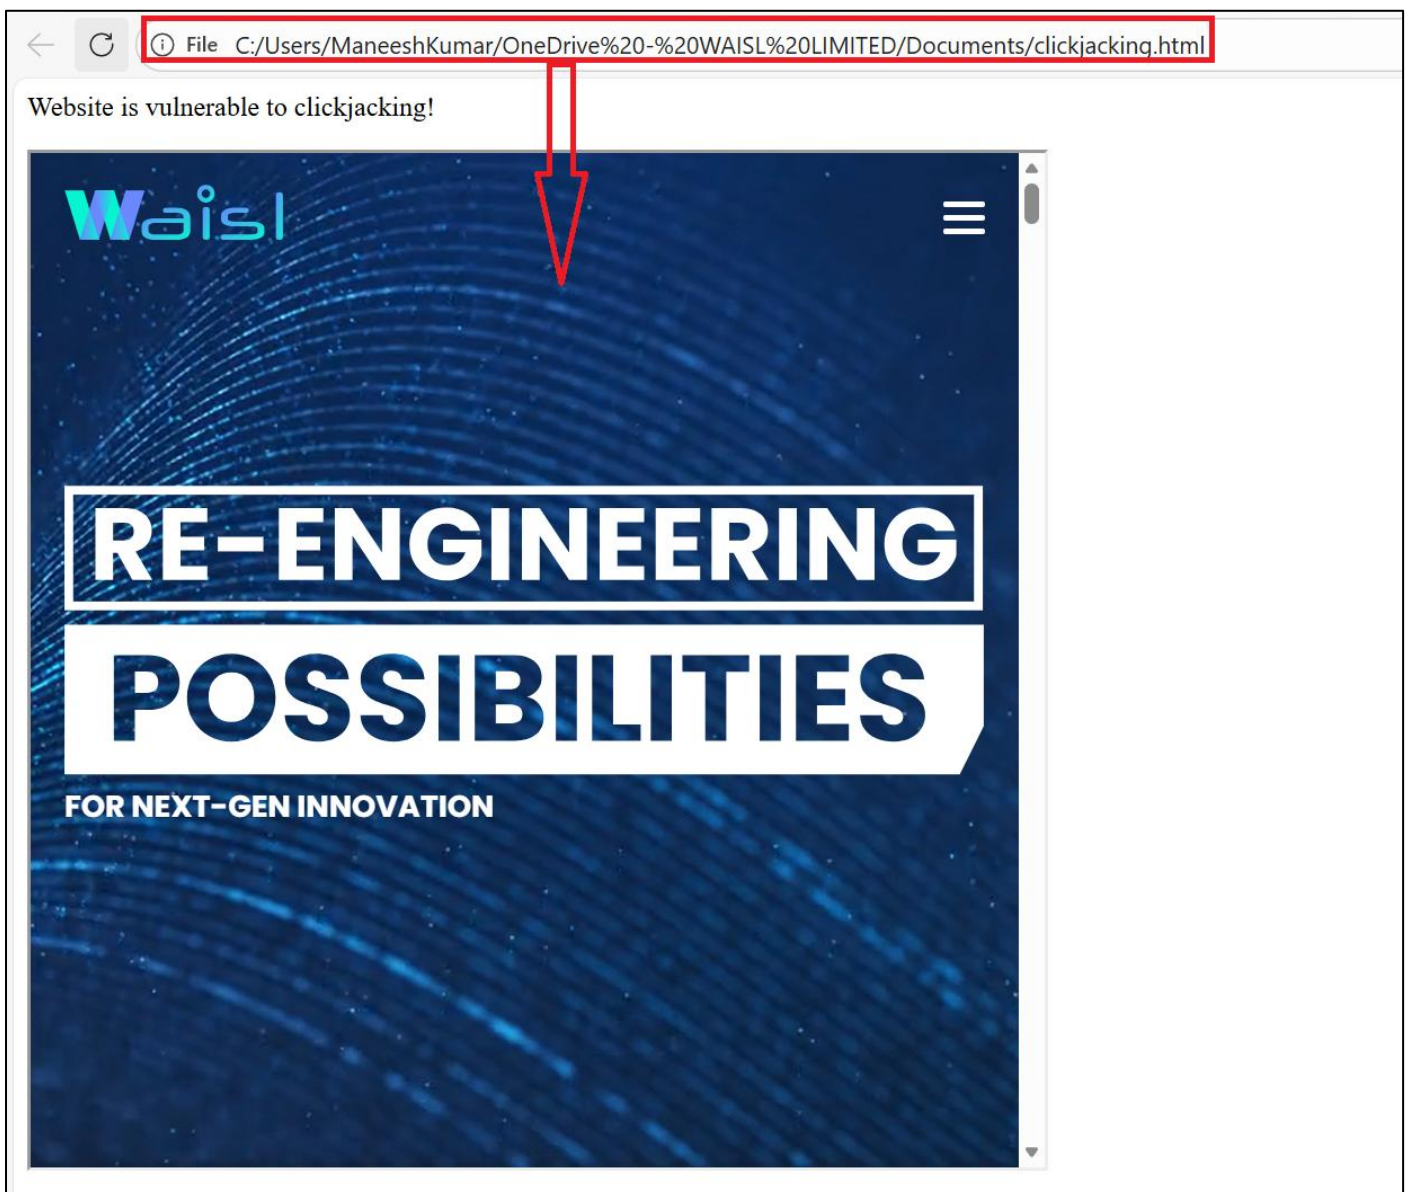 File C:/Users/ManeeshKumar/OneDrive%20-%20WAISL%20LIMITED/Documents/clickjacking.html
Website is vulnerable to clickjacking!
Waisl
RE-ENGINEERING
POSSIBILITIES
FOR NEXT-GEN INNOVATION